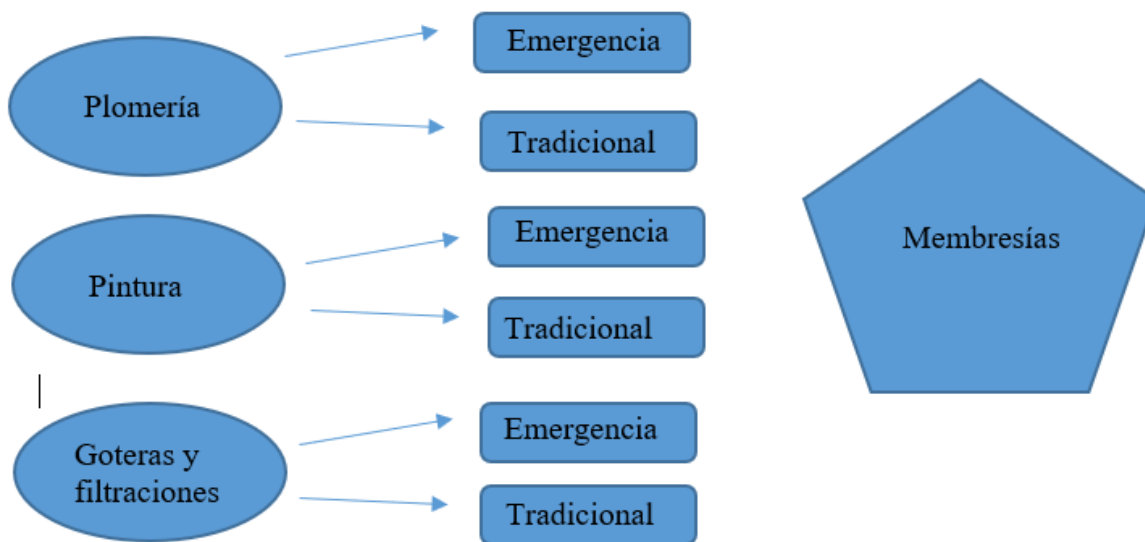 Plomería
Emergencia
Tradicional
Pintura
Emergencia
Tradicional
Goteras y
filtraciones
Emergencia
Tradicional
Membresías